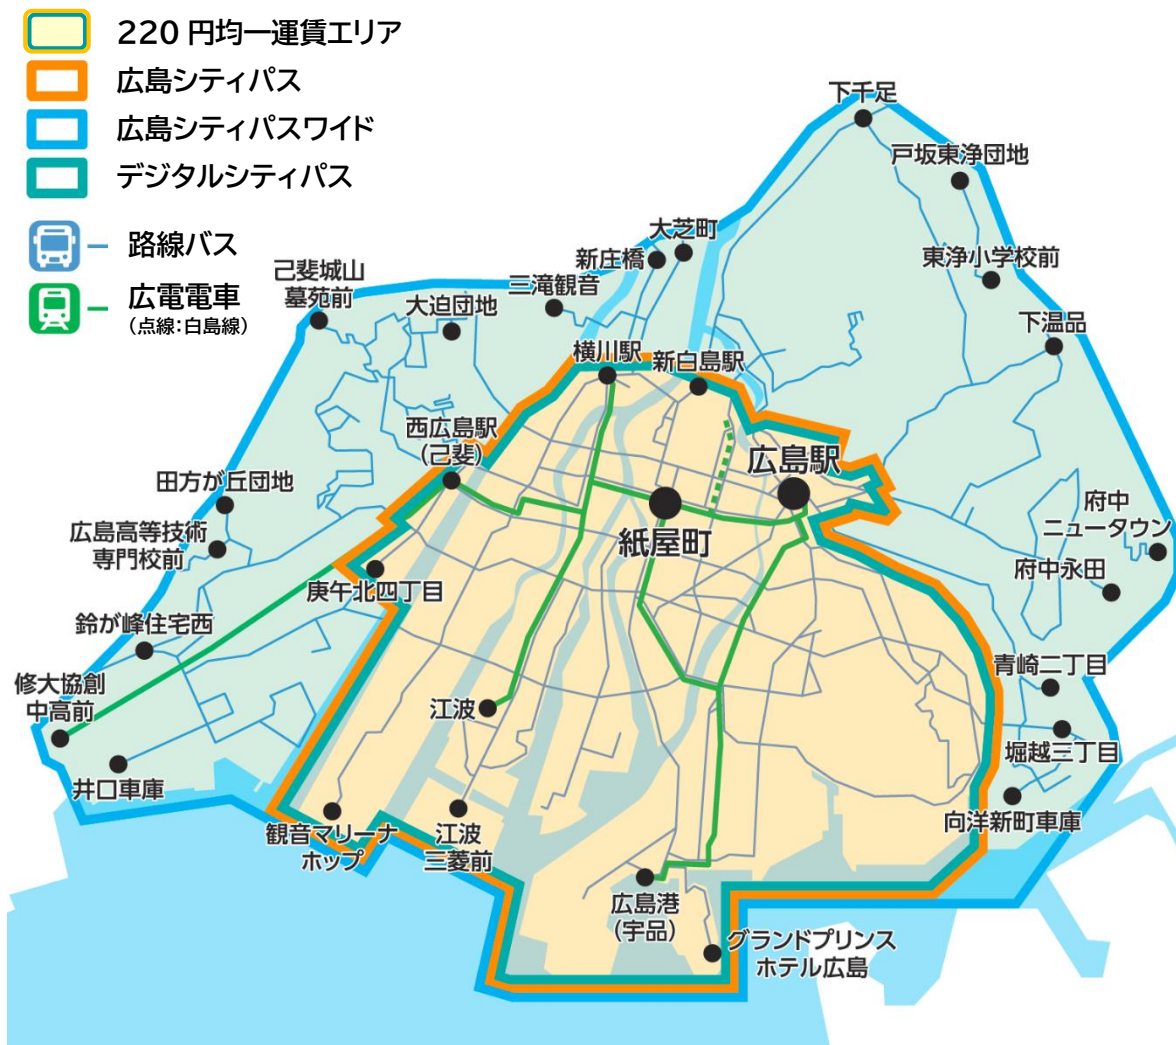 220 円均一運賃エリア
広島シティパス
広島シティパスワイド
デジタルシティパス
路線バス
広電電車
(点線:白島線)
下千足
戸坂東浄団地
大芝町
新庄橋
東浄小学校前
己斐城山
墓苑前
三滝観音
大迫団地
下温品
横川駅
新白島駅
西広島駅
(己斐)
広島駅
田方が丘団地
府中
ニュータウン
広島高等技術
専門校前
紙屋町
府中永田
庚午北四丁目
鈴が峰住宅西
青崎二丁目
修大協創
中高前
江波
堀越三丁目
井口車庫
向洋新町車庫
観音マリーナ
ホップ
江波
三菱前
広島港
(宇品)
グランドプリンス
ホテル広島